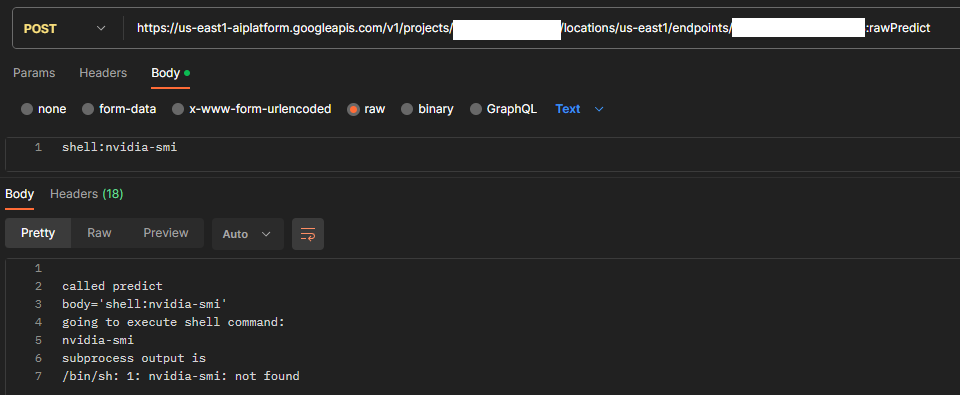 POST https://us-east1-aiplatform.googleapis.com/v1/projects/ /locations/us-east1/endpoints/ :rawPredict
Params Headers Body
none form-data x-www-form-urlencoded raw binary GraphQL Text
1 shell:nvidia-smi
Body Headers (18)
Pretty Raw Preview Auto
1
2 called predict
3 body='shell:nvidia-smi'
4 going to execute shell command:
5 nvidia-smi
6 subprocess output is
7 /bin/sh: 1: nvidia-smi: not found